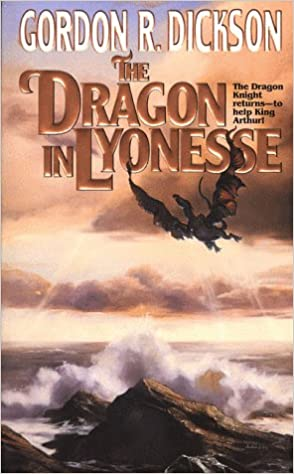 GORDON R. DICKSON
THE
DRAGON
IN LYONESSE
The Dragon
Knight
returns—to
help King
Arthur!